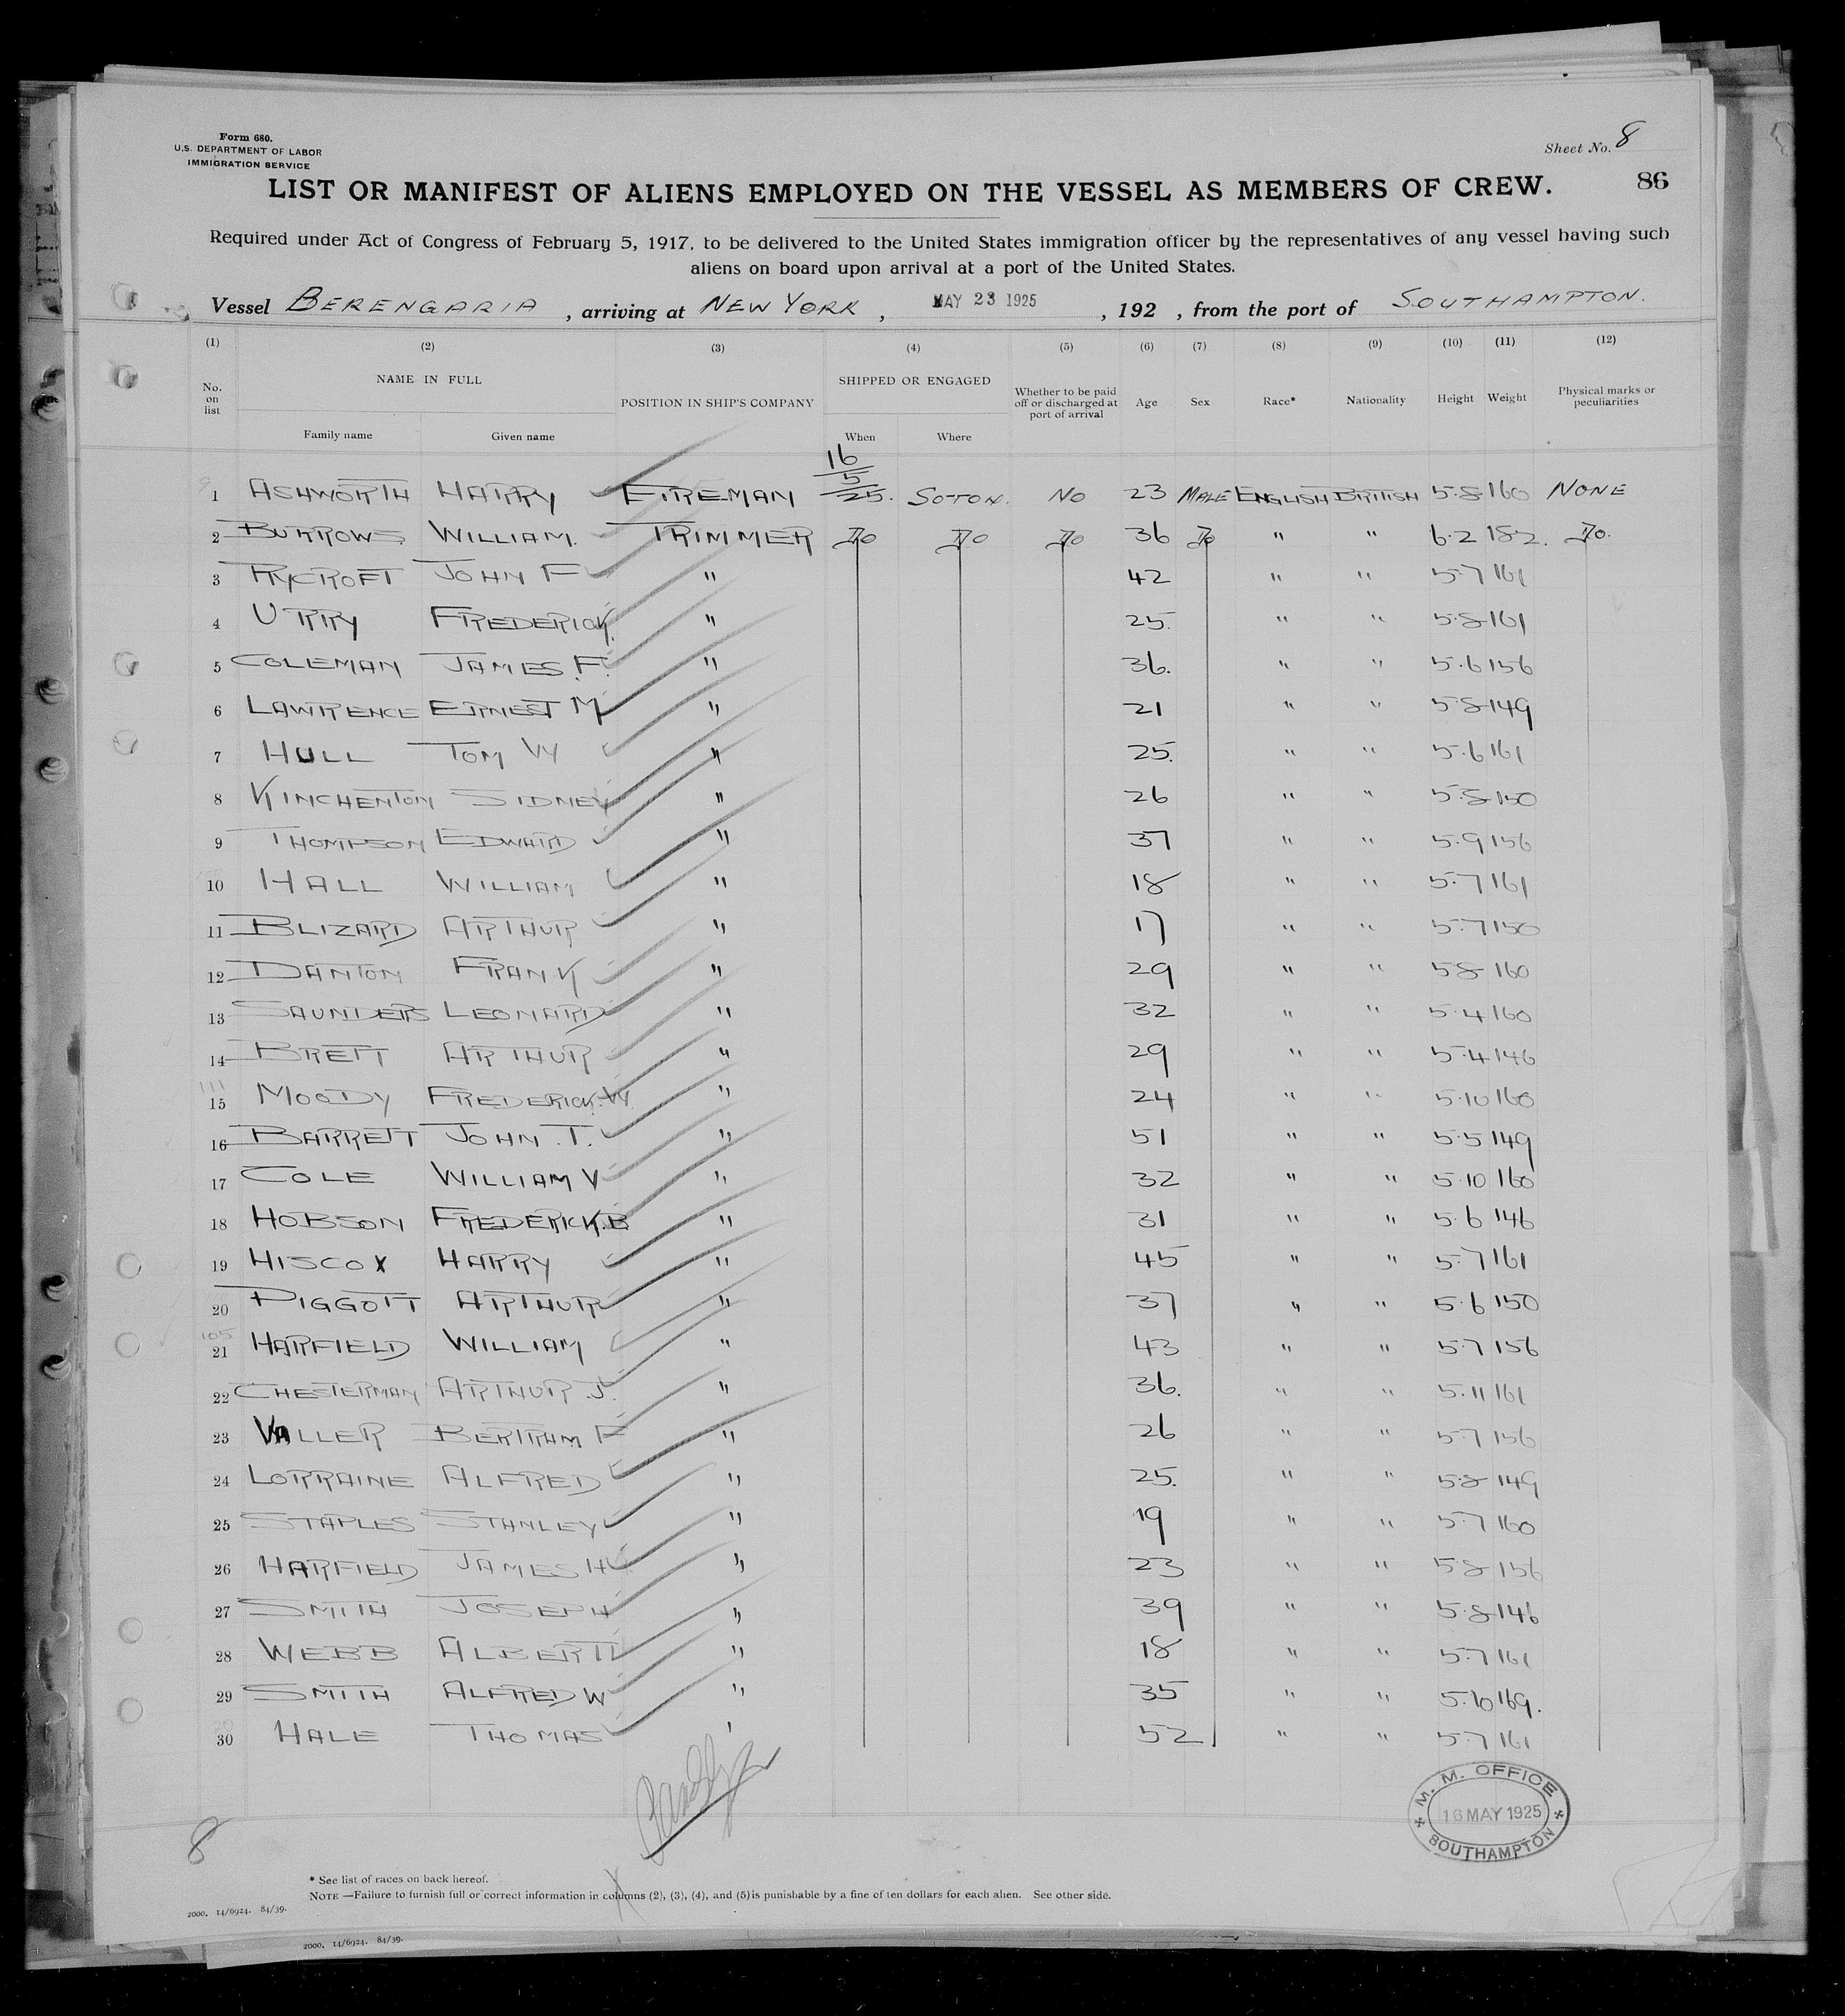 Form 680.
U.S. DEPARTMENT OF LABOR
IMMIGRATION SERVICE
Sheet No. 8
LIST OR MANIFEST OF ALIENS EMPLOYED ON THE VESSEL AS MEMBERS OF CREW.
86
Required under Act of Congress of February 5, 1917, to be delivered to the United States immigration officer by the representatives of any vessel having such
aliens on board upon arrival at a port of the United States.
Vessel BERENGARIA , arriving at NEW YORK , MAY 23 1925 , 192 , from the port of SOUTHAMPTON.
(1) (2) (3) (4) (5) (6) (7) (8) (9) (10) (11) (12)
No. on list NAME IN FULL POSITION IN SHIP'S COMPANY SHIPPED OR ENGAGED Whether to be paid off or discharged at port of arrival Age Sex Race* Nationality Height Weight Physical marks or peculiarities
Family name Given name When Where
1 ASHWORTH HARRY FIREMAN 16/5/25. SOTON. NO 23 MALE ENGLISH BRITISH 5.8 160 NONE
2 BURROWS WILLIAM. TRIMMER DO DO DO 36 DO " " 6.2 182. DO.
3 RYCROFT JOHN F " 42 " " 5.7 161
4 URRY FREDERICK. " 25. " " 5.8 161
5 COLEMAN JAMES.F. " 36. " " 5.6 156
6 LAWRENCE ERNEST M " 21 " " 5.8 149
7 HULL TOM W " 25. " " 5.6 161
8 KINCHENTON SIDNEY " 26 " " 5.8 150
9 THOMPSON EDWARD " 37 " " 5.9 156
10 HALL WILLIAM " 18 " " 5.7 161
11 BLIZARD ARTHUR " 17 " " 5.7 150
12 DANTON FRANK " 29 " " 5.8 160
13 SAUNDERS LEONARD " 32 " " 5.4 160
14 BRETT ARTHUR " 29 " " 5.4 146
15 MOODY FREDERICK.W. " 24 " " 5.10 160
16 BARRETT JOHN.T. " 51 " " 5.5 149
17 COLE WILLIAM V " 32 " " 5.10 160
18 HOBSON FREDERICK.B " 31 " " 5.6 146
19 HISCOX HARRY " 45 " " 5.7 161
20 PIGGOTT ARTHUR " 37 " " 5.6 150
105
21 HARFIELD WILLIAM " 43 " " 5.7 156
22 CHESTERMAN ARTHUR.J. " 36. " " 5.11 161
23 VALLER BERTRAM F " 26 " " 5.7 156
24 LORRAINE ALFRED " 25. " " 5.8 149
25 STAPLES STANLEY " 19 " " 5.7 160
26 HARFIELD JAMES H " 23 " " 5.8 156
27 SMITH JOSEPH " 39 " " 5.8 146
28 WEBB ALBERT " 18 " " 5.7 161
29 SMITH ALFRED W " 35 " " 5.10 169.
30 HALE THOMAS ' 52 " " 5.7 161
M. M. OFFICE
16 MAY 1925
SOUTHAMPTON
8
* See list of races on back hereof.
NOTE —Failure to furnish full or correct information in columns (2), (3), (4), and (5) is punishable by a fine of ten dollars for each alien. See other side.
2000. 14/6924. 84/39.
2000. 14/6924. 84/39.